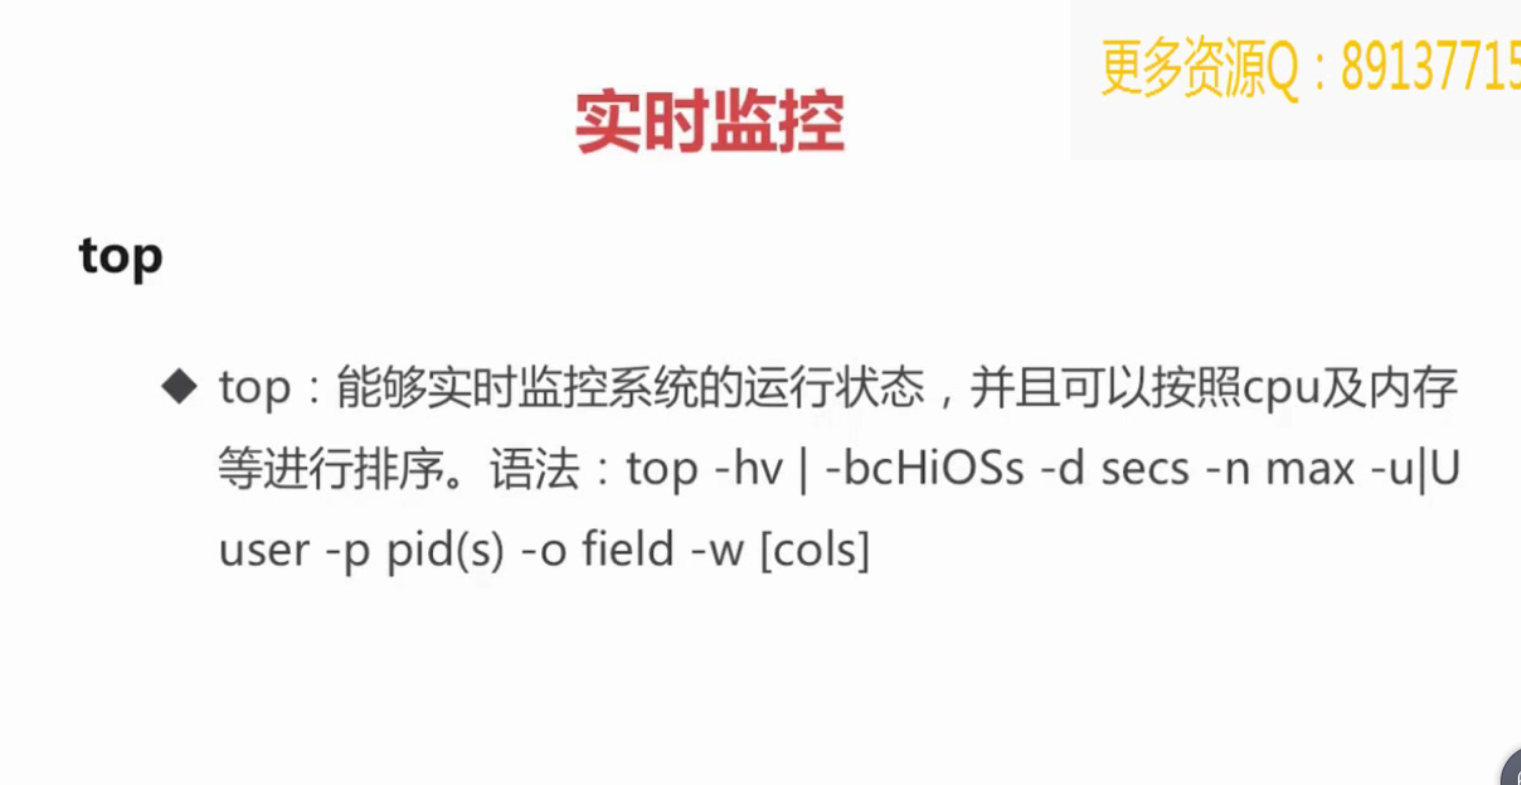 更多资源Q：89137715
实时监控
top
◆ top：能够实时监控系统的运行状态，并且可以按照cpu及内存
等进行排序。语法：top -hv | -bcHiOSs -d secs -n max -u|U
user -p pid(s) -o field -w [cols]